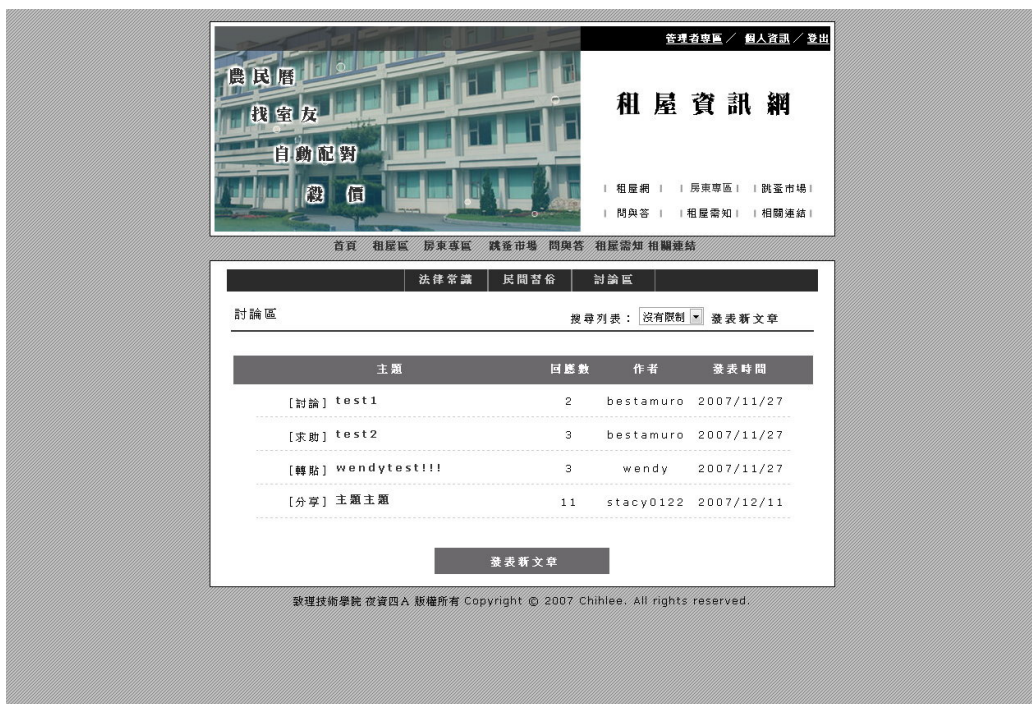 管理者專區／ 個人資訊／登出
農民曆
找室友
自動配對
殺 價
租屋資訊網
| 租屋網 | | 房東專區 | | 跳蚤市場 |
| 問與答 | | 租屋需知 | | 相關連結 |
首頁 租屋區 房東專區 跳蚤市場 問與答 租屋需知 相關連結
法律常識 民間習俗 討論區
討論區
搜尋列表： 沒有限制 發表新文章
主題 回應數 作者 發表時間
[討論] test1 2 bestamuro 2007/11/27
[求助] test2 3 bestamuro 2007/11/27
[轉貼] wendytest!!! 3 wendy 2007/11/27
[分享] 主題主題 11 stacy0122 2007/12/11
發表新文章
致理技術學院 夜資四A 版權所有 Copyright © 2007 Chihlee. All rights reserved.